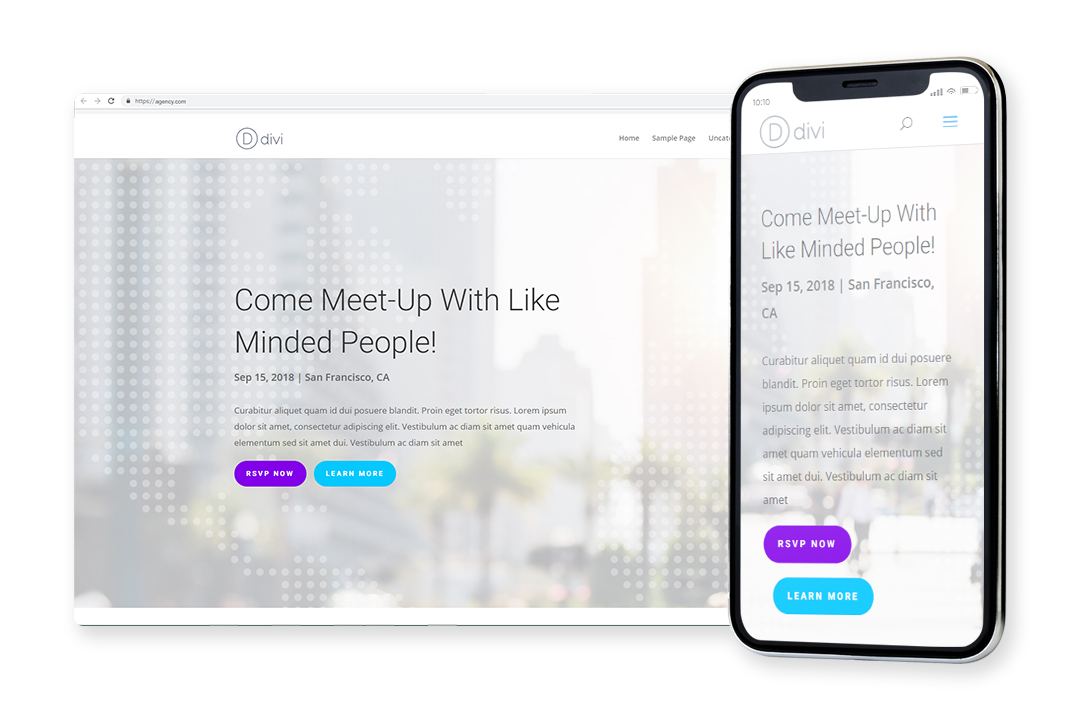 https://agency.com
D divi
Home Sample Page
Come Meet-Up With Like
Minded People!
Sep 15, 2018 | San Francisco, CA
Curabitur aliquet quam id dui posuere blandit. Proin eget tortor risus. Lorem ipsum
dolor sit amet, consectetur adipiscing elit. Vestibulum ac diam sit amet quam vehicula
elementum sed sit amet dui. Vestibulum ac diam sit amet
RSVP NOW LEARN MORE
10:10
D divi
Come Meet-Up With
Like Minded People!
Sep 15, 2018 | San Francisco,
CA
Curabitur aliquet quam id dui posuere
blandit. Proin eget tortor risus. Lorem
ipsum dolor sit amet, consectetur
adipiscing elit. Vestibulum ac diam sit
amet quam vehicula elementum sed
sit amet dui. Vestibulum ac diam sit
amet
RSVP NOW
LEARN MORE